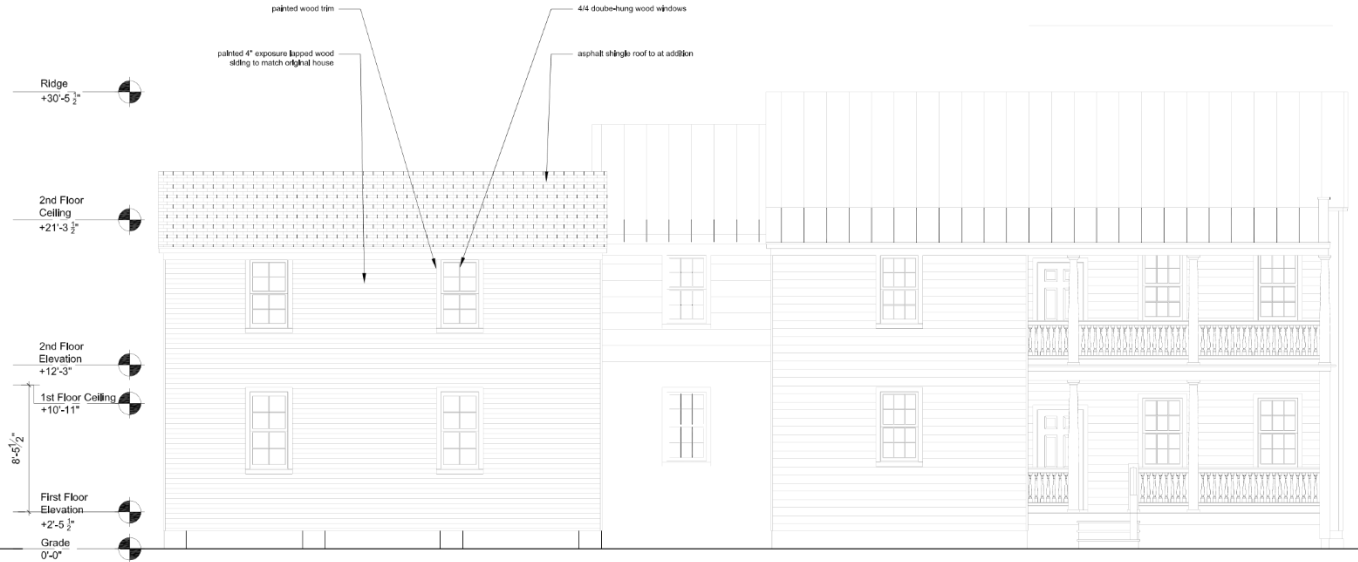 painted wood trim
4/4 doube-hung wood windows
painted 4" exposure lapped wood
siding to match original house
asphalt shingle roof to at addition
Ridge
+30'-5 1/2"
2nd Floor
Ceiling
+21'-3 1/2"
2nd Floor
Elevation
+12'-3"
1st Floor Ceiling
+10'-11"
8'-5 1/2"
First Floor
Elevation
+2'-5 1/2"
Grade
0'-0"